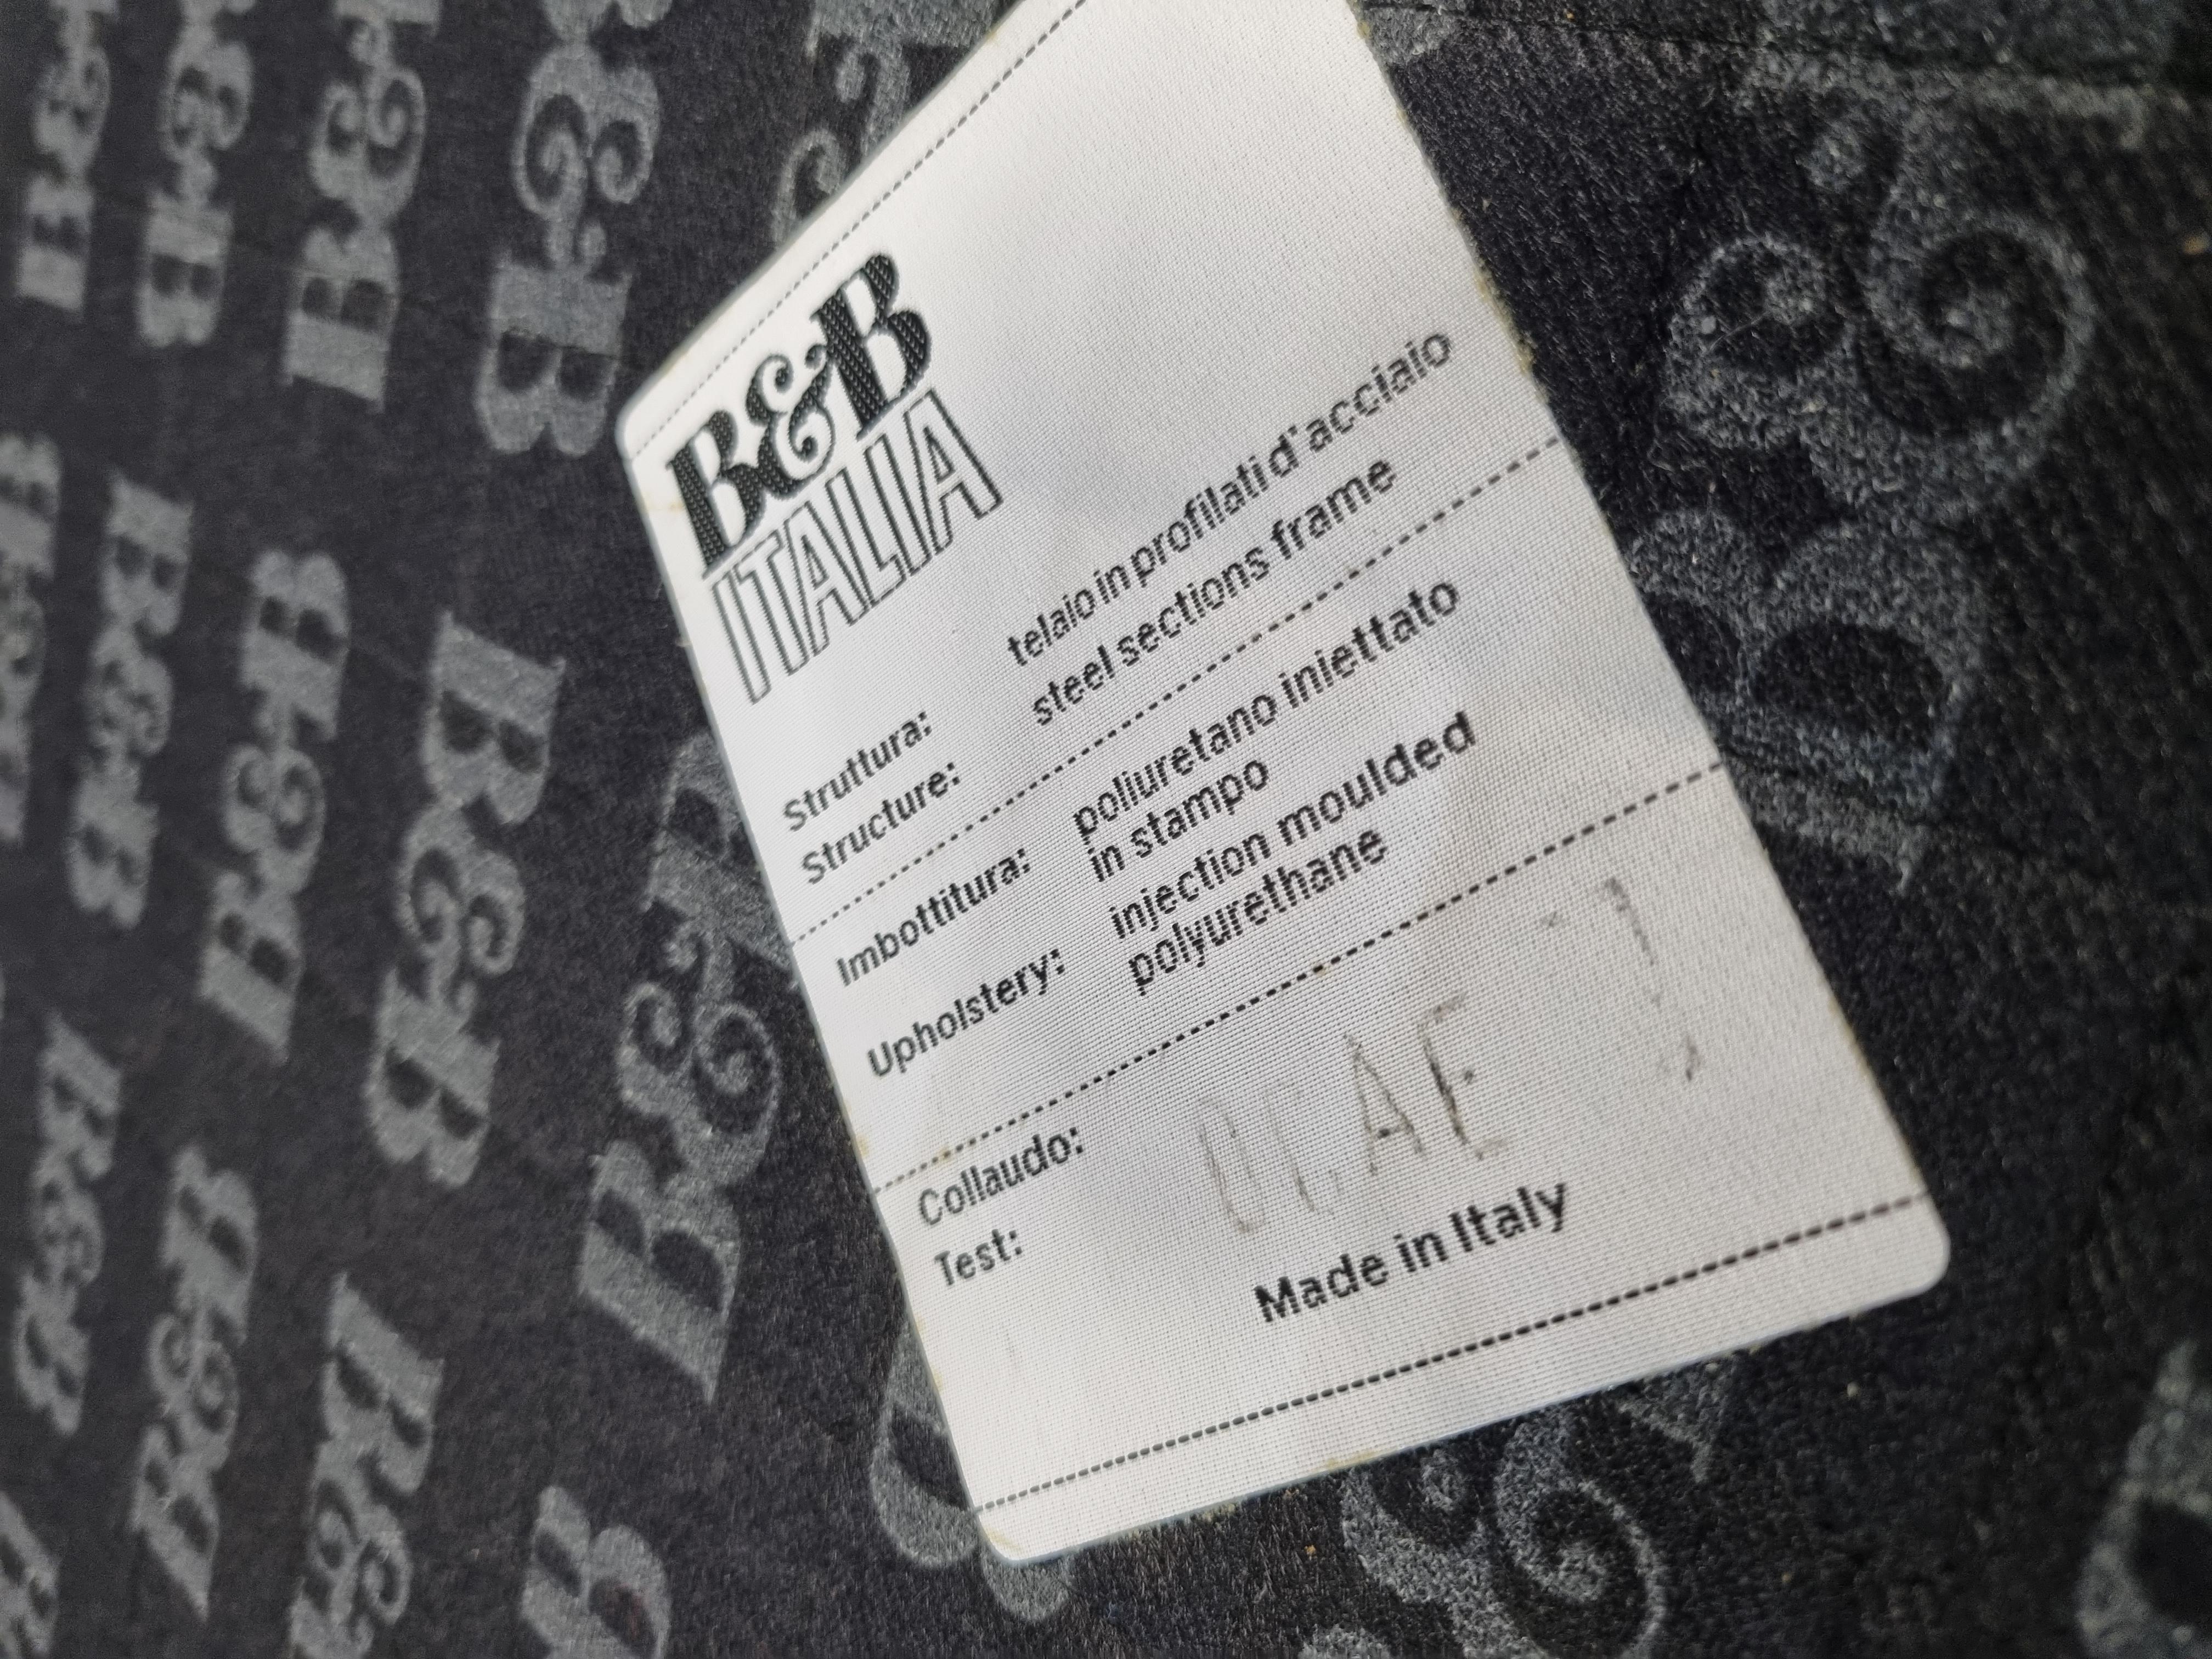 B&B
ITALIA
Struttura: telaio in profilati d'acciaio
Structure: steel sections frame
Imbottitura: poliuretano iniettato
in stampo
Upholstery: injection moulded
polyurethane
Collaudo:
Test:
Made in Italy